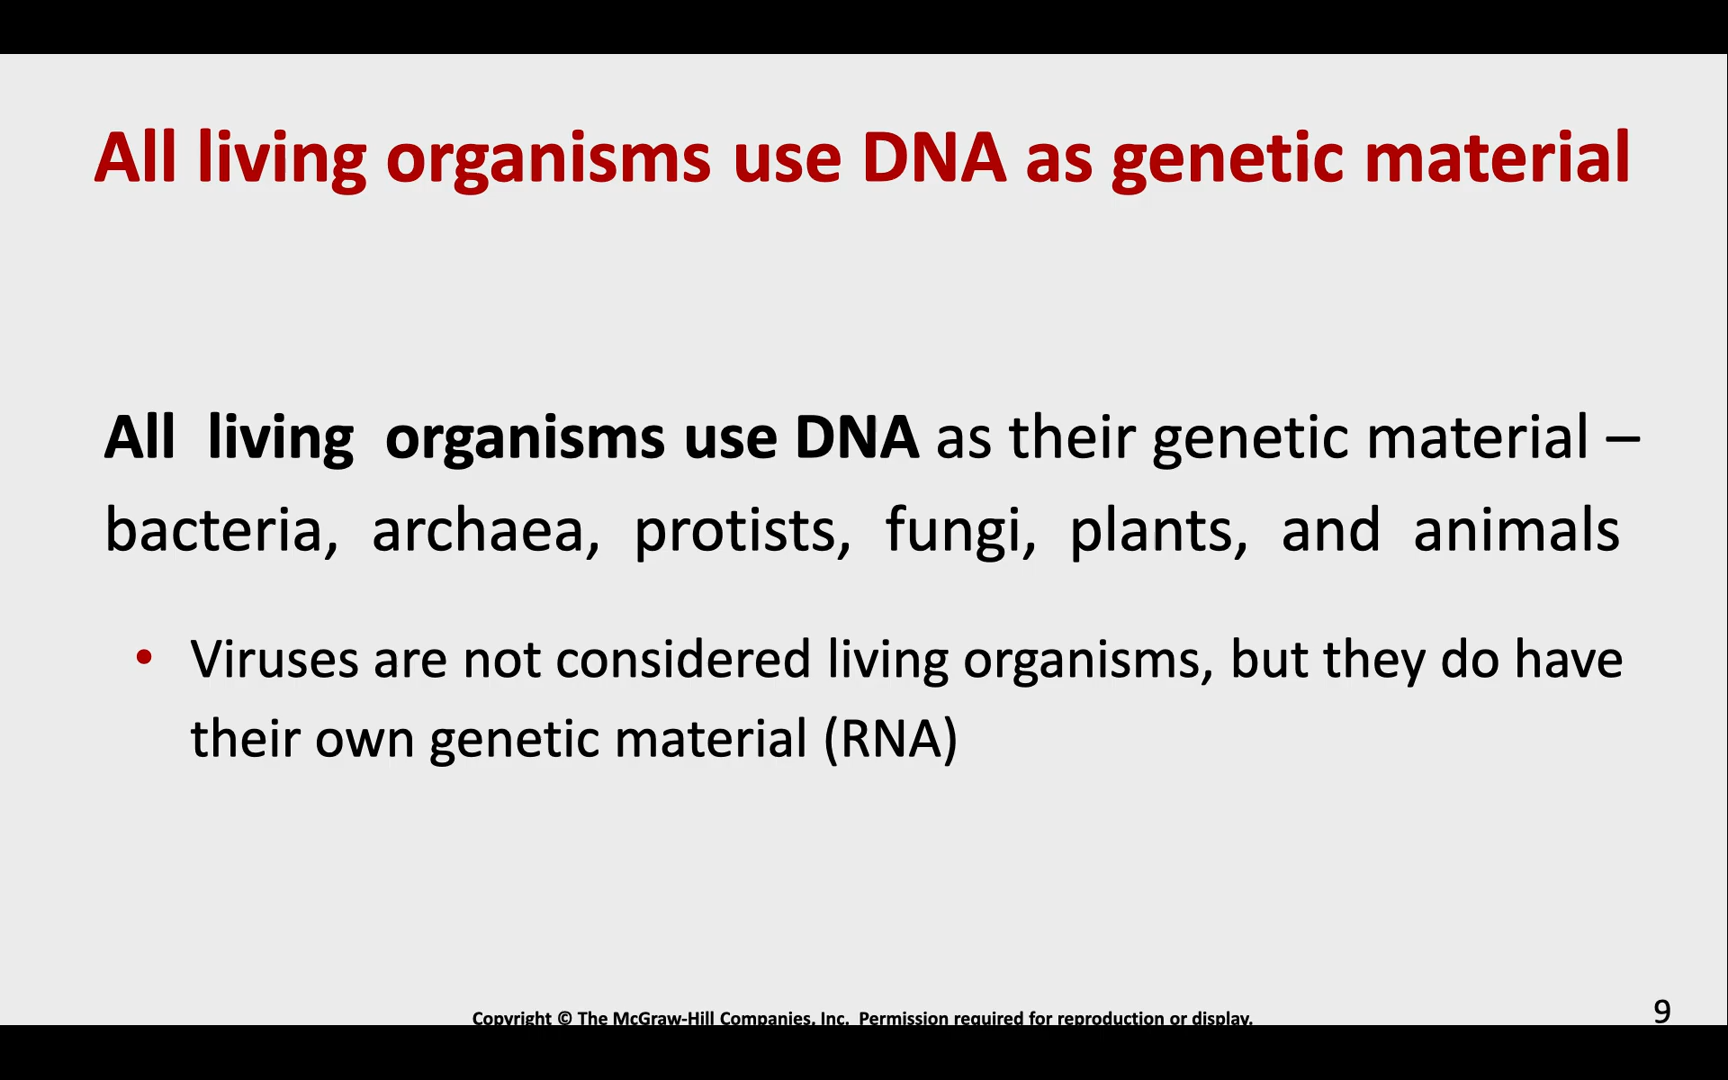 All living organisms use DNA as genetic material
All living organisms use DNA as their genetic material –
bacteria, archaea, protists, fungi, plants, and animals
• Viruses are not considered living organisms, but they do have
their own genetic material (RNA)
Copyright © The McGraw-Hill Companies, Inc. Permission required for reproduction or display.
9